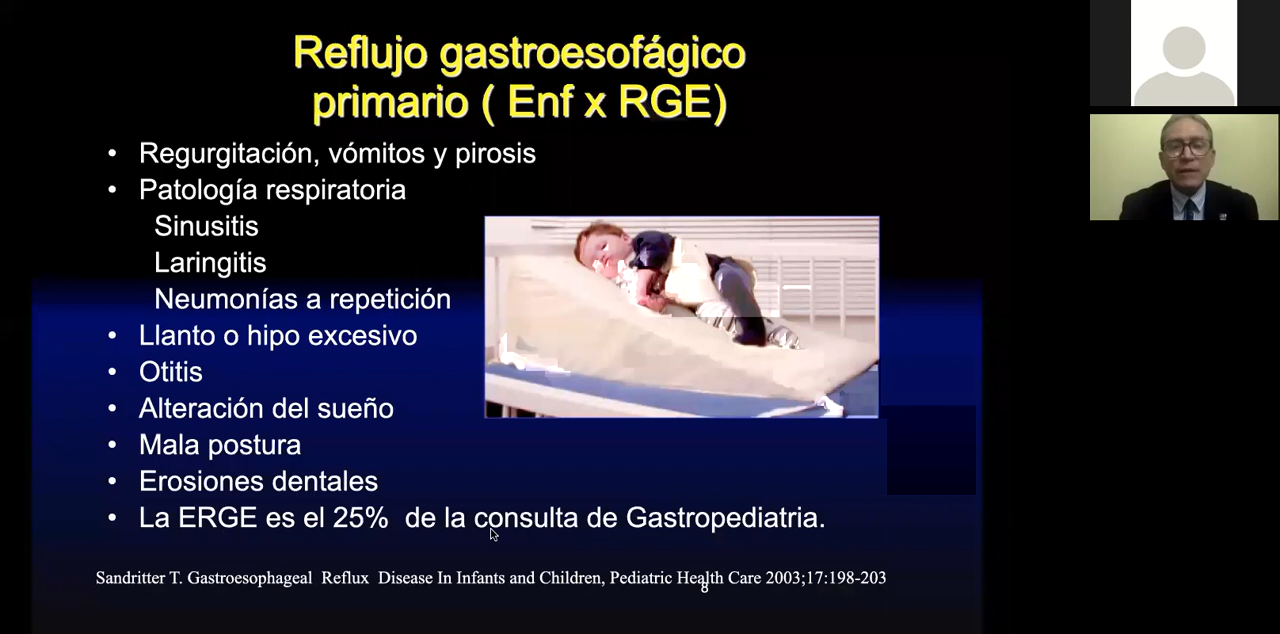 Reflujo gastroesofágico
primario ( Enf x RGE)
• Regurgitación, vómitos y pirosis
• Patología respiratoria
Sinusitis
Laringitis
Neumonías a repetición
• Llanto o hipo excesivo
• Otitis
• Alteración del sueño
• Mala postura
• Erosiones dentales
• La ERGE es el 25% de la consulta de Gastropediatria.
Sandritter T. Gastroesophageal Reflux Disease In Infants and Children, Pediatric Health Care 2003;17:198-203
8